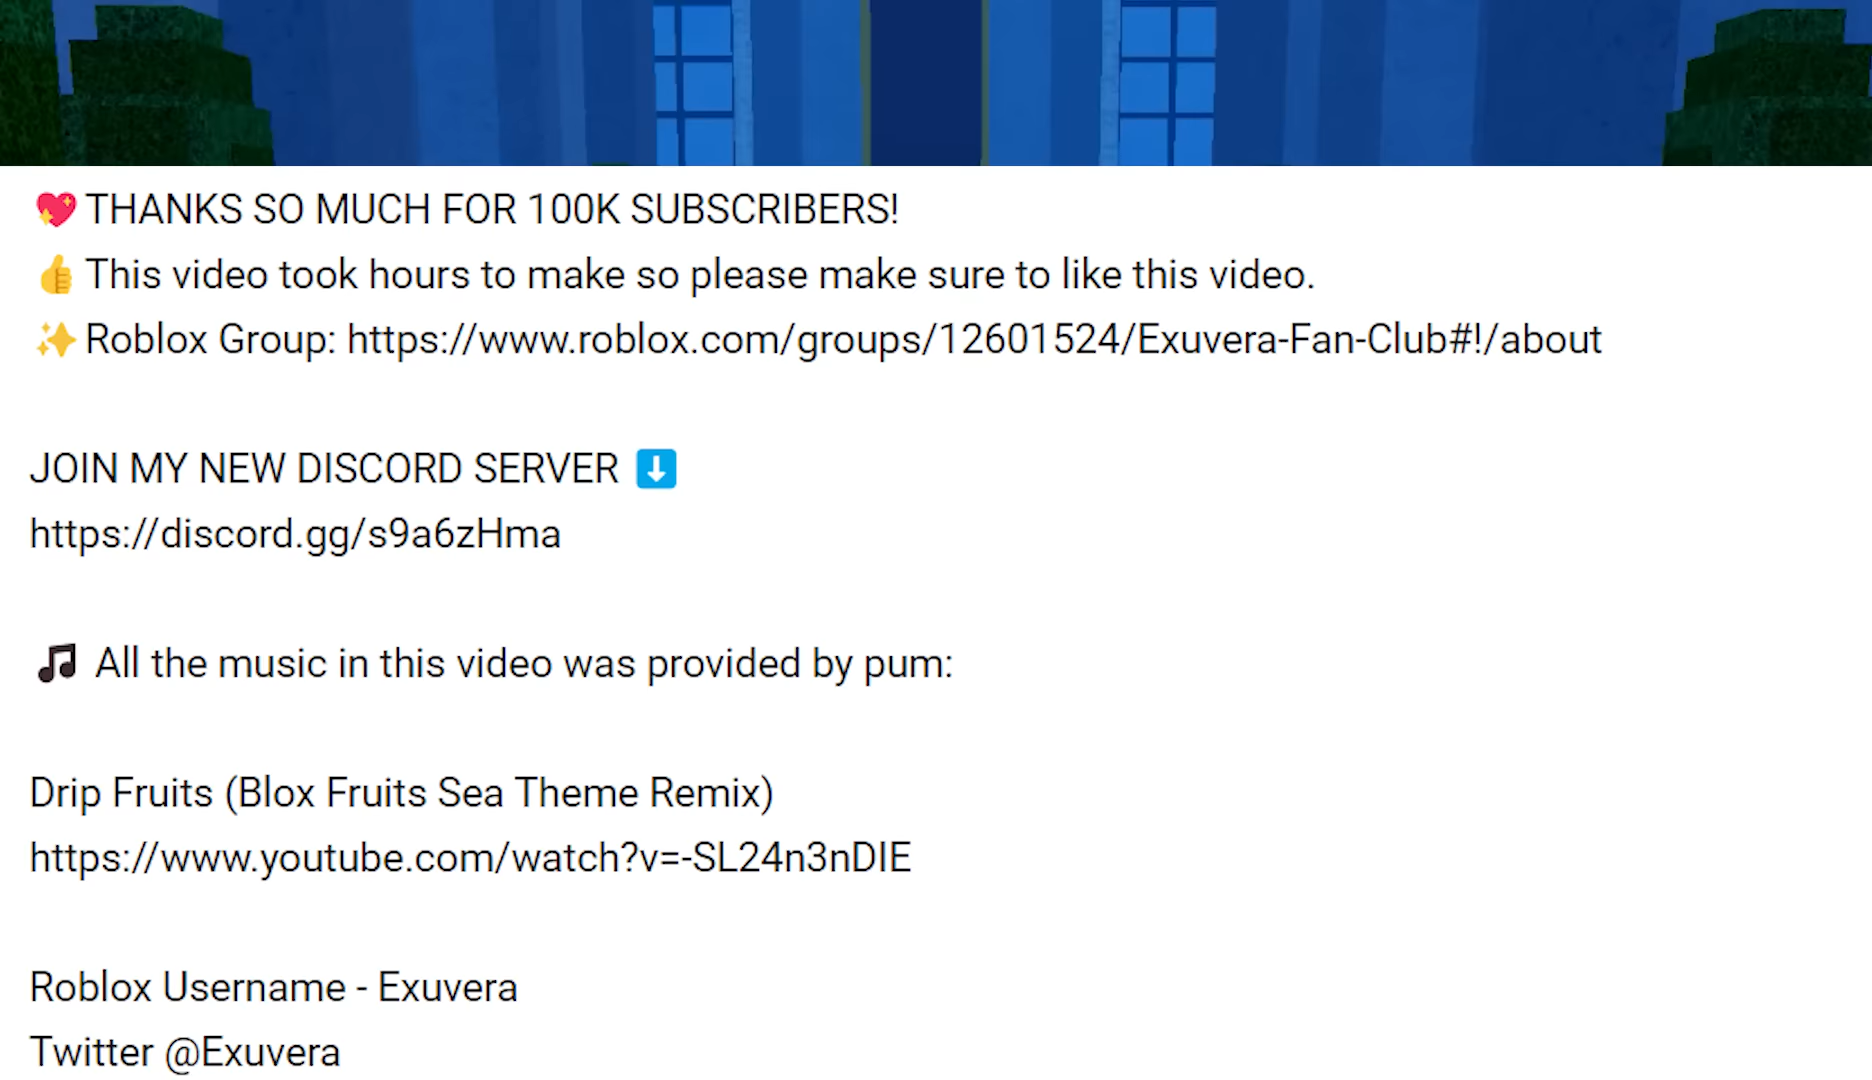 💖THANKS SO MUCH FOR 100K SUBSCRIBERS!
👍This video took hours to make so please make sure to like this video.
✨Roblox Group: https://www.roblox.com/groups/12601524/Exuvera-Fan-Club#!/about
JOIN MY NEW DISCORD SERVER ⬇️
https://discord.gg/s9a6zHma
🎵 All the music in this video was provided by pum:
Drip Fruits (Blox Fruits Sea Theme Remix)
https://www.youtube.com/watch?v=-SL24n3nDIE
Roblox Username - Exuvera
Twitter @Exuvera